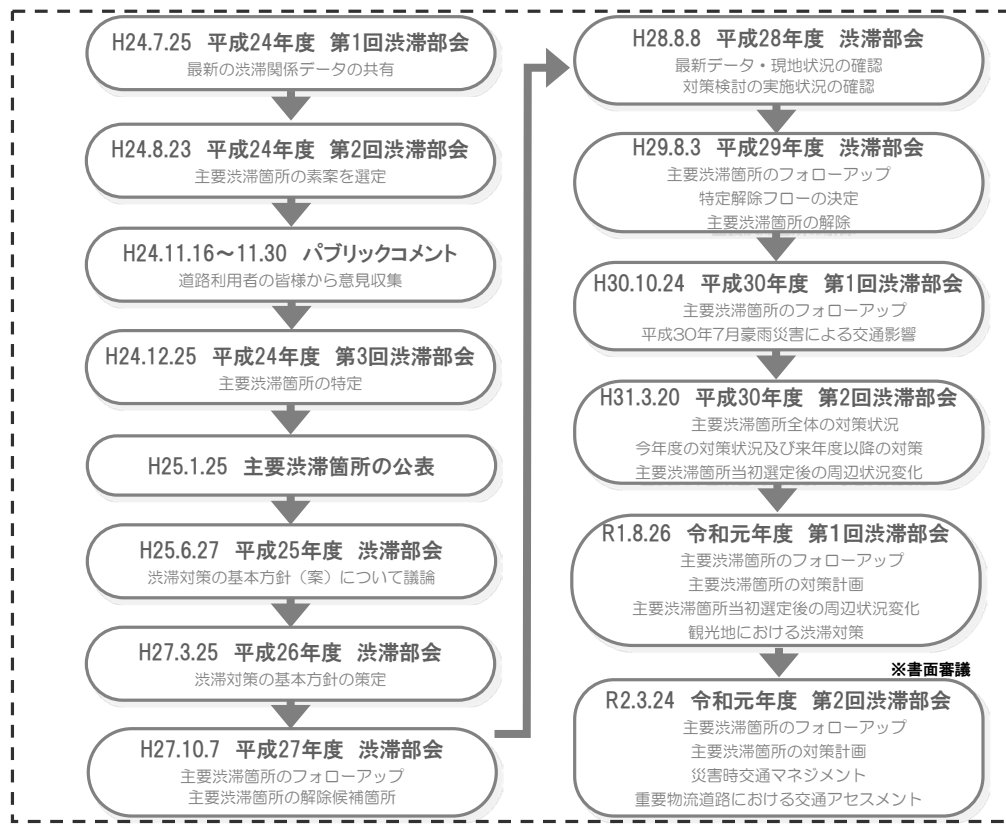 H24.7.25 平成24年度 第1回渋滞部会
最新の渋滞関係データの共有
H24.8.23 平成24年度 第2回渋滞部会
主要渋滞箇所の素案を選定
H24.11.16～11.30 パブリックコメント
道路利用者の皆様から意見収集
H24.12.25 平成24年度 第3回渋滞部会
主要渋滞箇所の特定
H25.1.25 主要渋滞箇所の公表
H25.6.27 平成25年度 渋滞部会
渋滞対策の基本方針（案）について議論
H27.3.25 平成26年度 渋滞部会
渋滞対策の基本方針の策定
H27.10.7 平成27年度 渋滞部会
主要渋滞箇所のフォローアップ
主要渋滞箇所の解除候補箇所
H28.8.8 平成28年度 渋滞部会
最新データ・現地状況の確認
対策検討の実施状況の確認
H29.8.3 平成29年度 渋滞部会
主要渋滞箇所のフォローアップ
特定解除フローの決定
主要渋滞箇所の解除
H30.10.24 平成30年度 第1回渋滞部会
主要渋滞箇所のフォローアップ
平成30年7月豪雨災害による交通影響
H31.3.20 平成30年度 第2回渋滞部会
主要渋滞箇所全体の対策状況
今年度の対策状況及び来年度以降の対策
主要渋滞箇所当初選定後の周辺状況変化
R1.8.26 令和元年度 第1回渋滞部会
主要渋滞箇所のフォローアップ
主要渋滞箇所の対策計画
主要渋滞箇所当初選定後の周辺状況変化
観光地における渋滞対策
※書面審議
R2.3.24 令和元年度 第2回渋滞部会
主要渋滞箇所のフォローアップ
主要渋滞箇所の対策計画
災害時交通マネジメント
重要物流道路における交通アセスメント